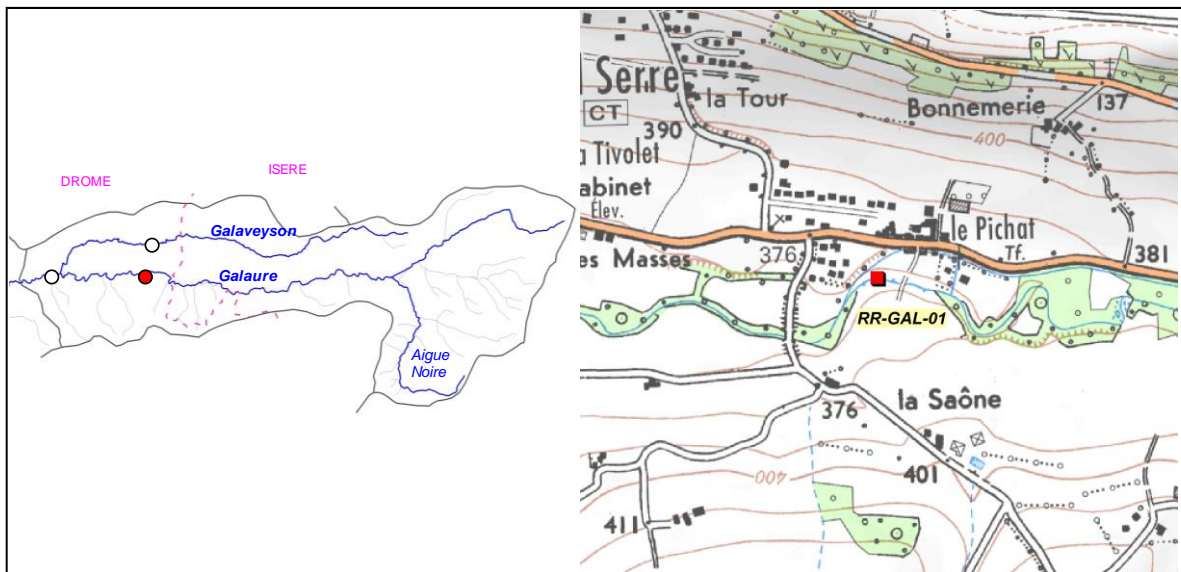 DROME
ISERE
Galaveyson
Galaure
Aigue
Noire
Serre
la Tour
CT
390
Tivolet
abinet
Élev.
Bonnemerie
137
400
le Pichat
Tf.
376
es Masses
381
RR-GAL-01
376
la Saône
401
400
411